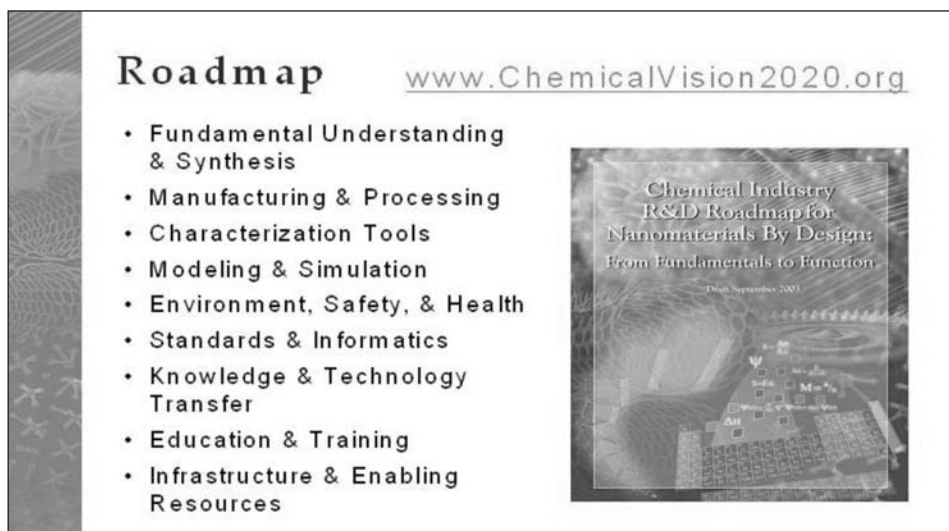 Roadmap
www.ChemicalVision2020.org
• Fundamental Understanding
& Synthesis
• Manufacturing & Processing
• Characterization Tools
• Modeling & Simulation
• Environment, Safety, & Health
• Standards & Informatics
• Knowledge & Technology
Transfer
• Education & Training
• Infrastructure & Enabling
Resources
Chemical Industry
R&D Roadmap for
Nanomaterials By Design:
From Fundamentals to Function
Draft September 2003
Ψ
ΔH